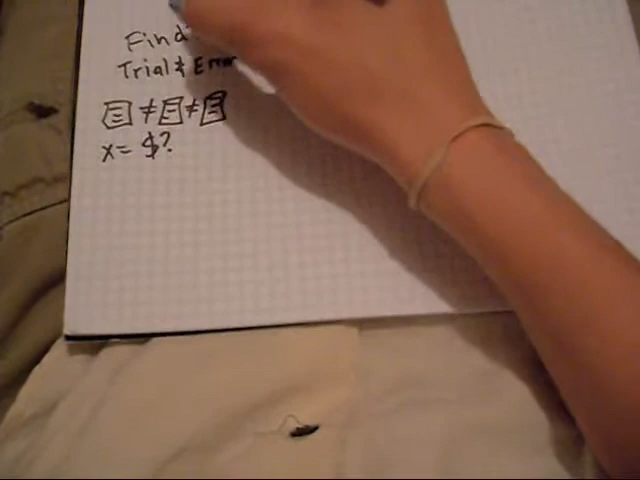 Find
Trial & Error
≠ ≠
x= $?